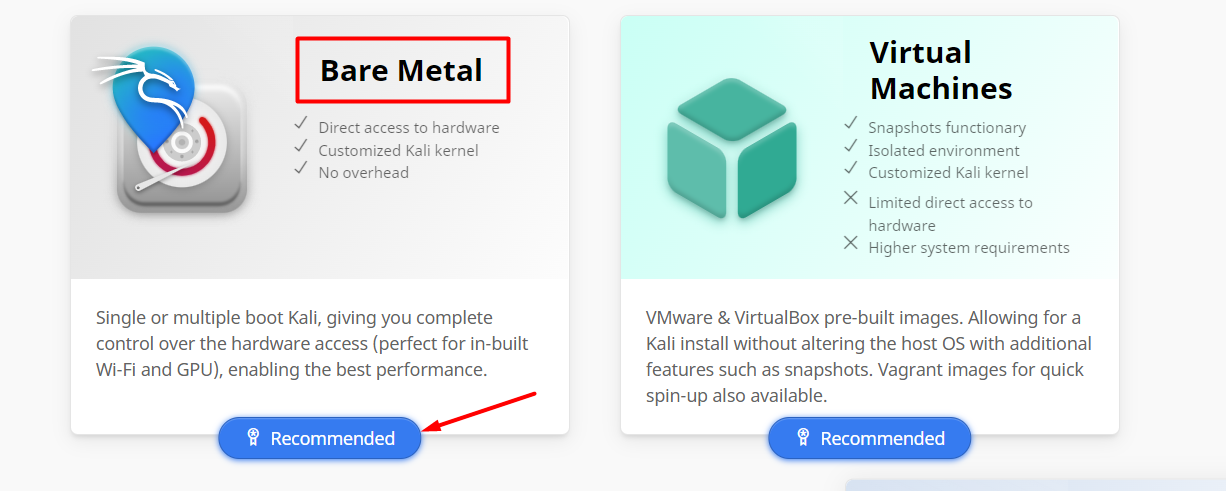 Bare Metal
Direct access to hardware
Customized Kali kernel
No overhead
Single or multiple boot Kali, giving you complete
control over the hardware access (perfect for in-built
Wi-Fi and GPU), enabling the best performance.
Recommended
Virtual
Machines
Snapshots functionary
Isolated environment
Customized Kali kernel
Limited direct access to
hardware
Higher system requirements
VMware & VirtualBox pre-built images. Allowing for a
Kali install without altering the host OS with additional
features such as snapshots. Vagrant images for quick
spin-up also available.
Recommended